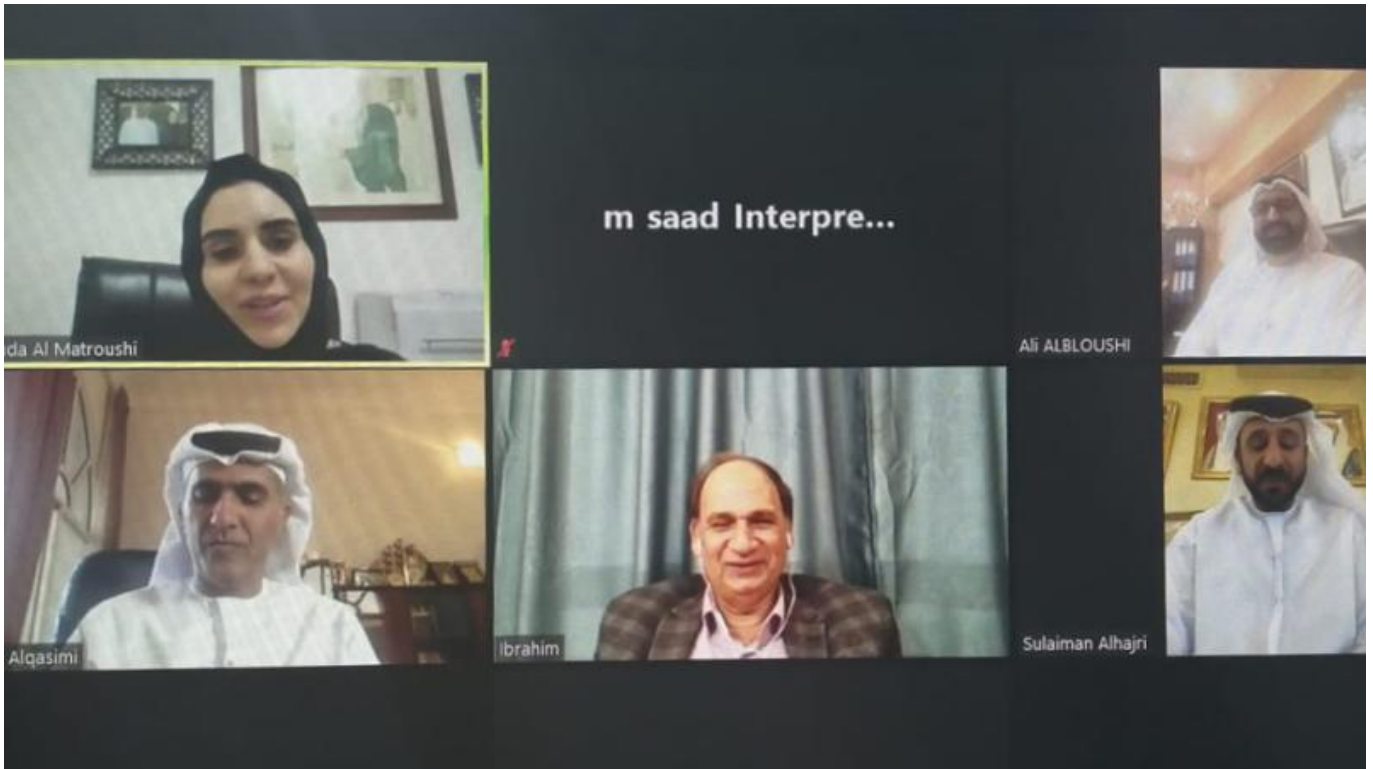 m saad Interpre...
da Al Matroushi
Ali ALBLOUSHI
Alqasimi
Ibrahim
Sulaiman Alhajri